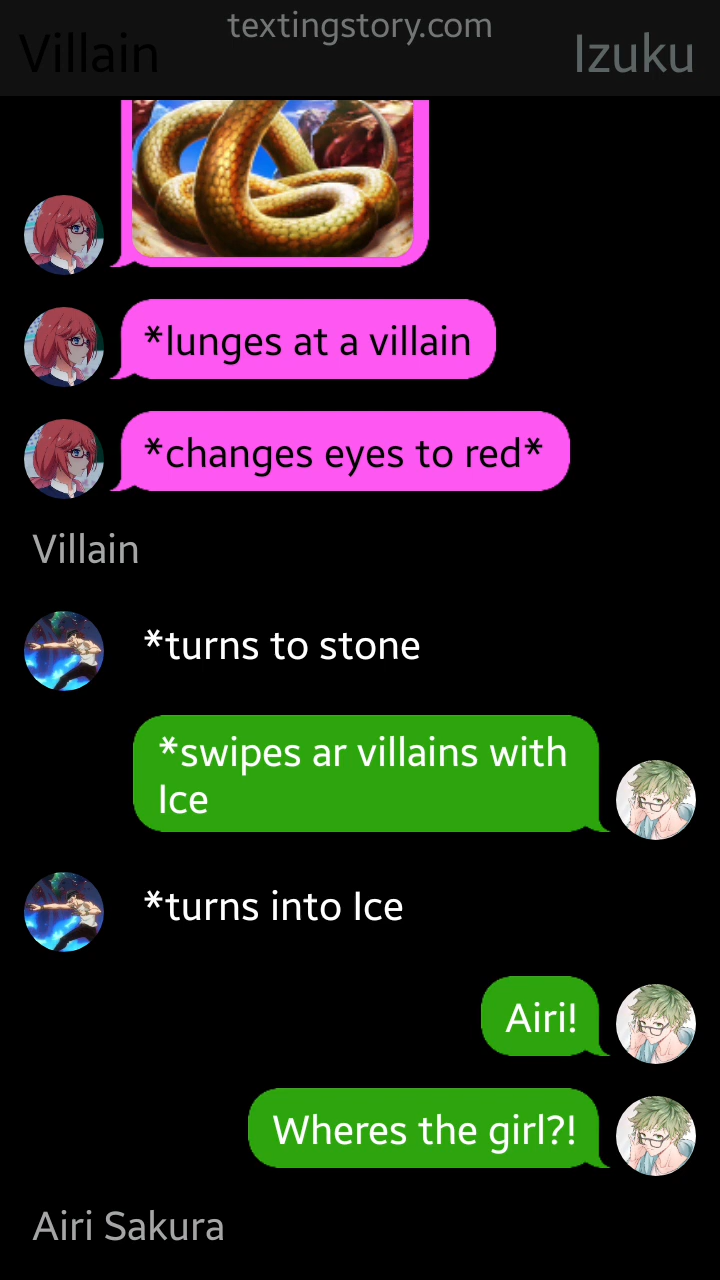 textingstory.com
Villain
Izuku
*lunges at a villain
*changes eyes to red*
Villain
*turns to stone
*swipes ar villains with
Ice
*turns into Ice
Airi!
Wheres the girl?!
Airi Sakura